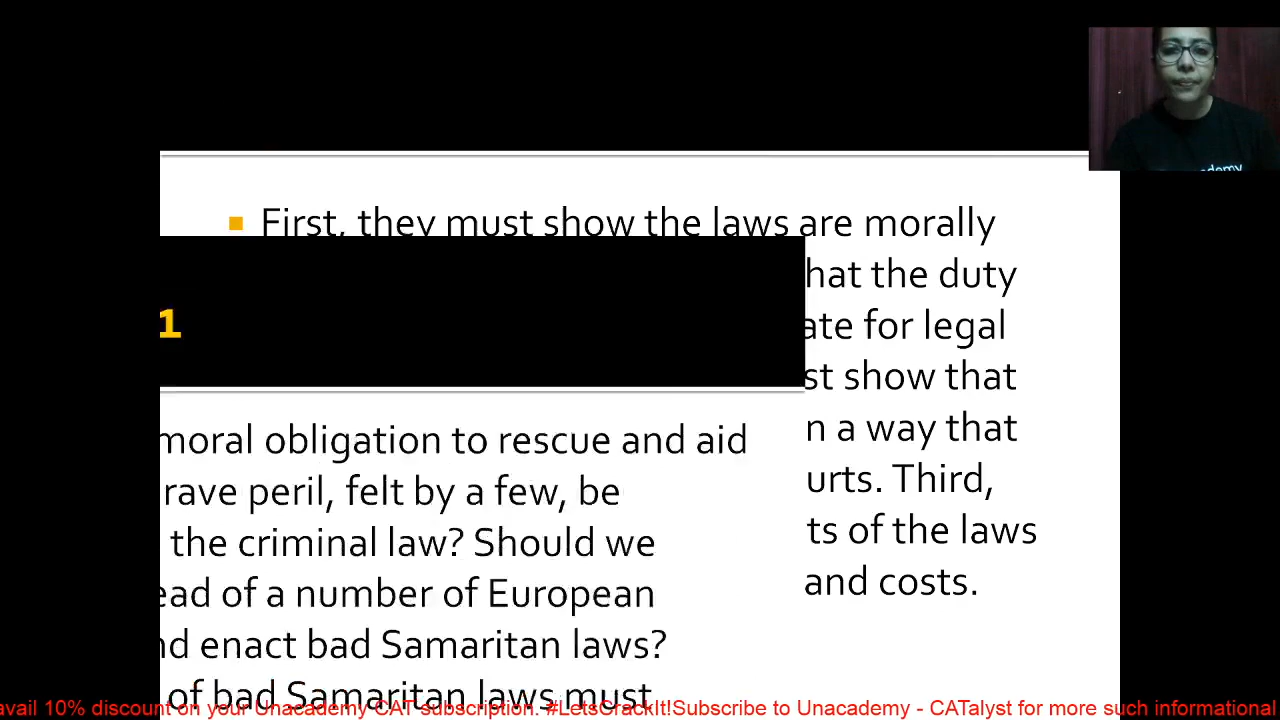 First, they must show the laws are morally
hat the duty
1
ate for legal
st show that
n a way that
moral obligation to rescue and aid
rave peril, felt by a few, be
urts. Third,
the criminal law? Should we
ts of the laws
ead of a number of European
and costs.
nd enact bad Samaritan laws?
of bad Samaritan laws must
avail 10% discount on your Unacademy CAT subscription. #LetsCrackIt!Subscribe to Unacademy - CATalyst for more such informational